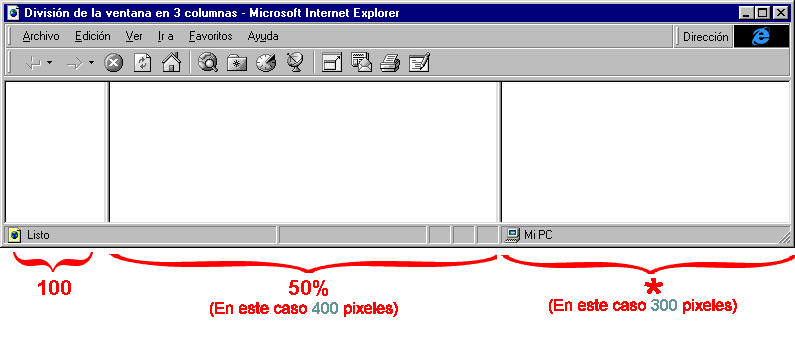 División de la ventana en 3 columnas - Microsoft Internet Explorer
Archivo Edición Ver Ir a Favoritos Ayuda Dirección
Listo Mi PC
100 50% *
(En este caso 400 pixeles) (En este caso 300 pixeles)